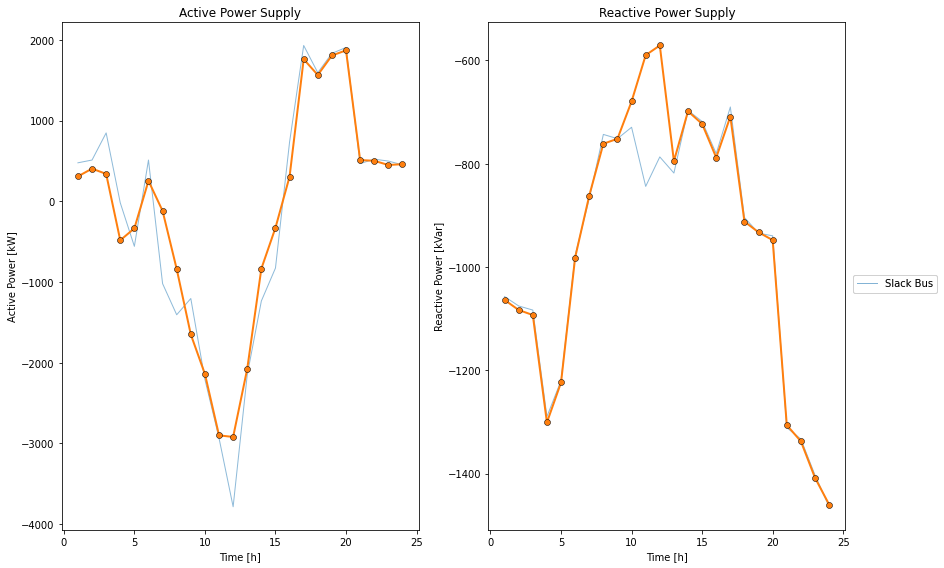 Active Power Supply
Reactive Power Supply
Active Power [kW]
2000
1000
0
−1000
−2000
−3000
−4000
0 5 10 15 20 25
Time [h]
Reactive Power [kVar]
−600
−800
−1000
−1200
−1400
0 5 10 15 20 25
Time [h]
Slack Bus